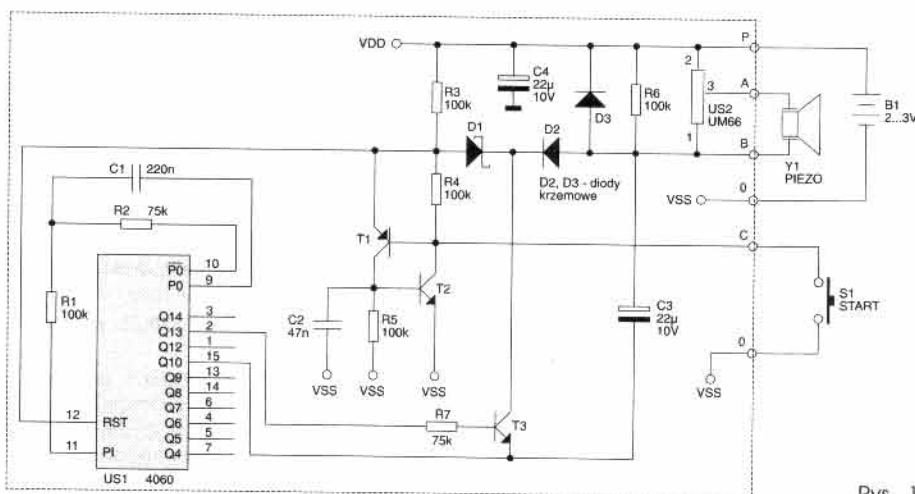 VDD
P
C4
22µ
10V
R3
100k
D3
R6
100k
2
3
US2
UM66
1
A
B
Y1
PIEZO
B1
2...3V
D1
D2
D2, D3 - diody
krzemowe
C1
220n
R2
75k
R4
100k
VSS
0
C
T1
T2
P0
10
P0
9
R1
100k
Q14
3
Q13
2
Q12
1
Q10
15
Q9
13
Q8
14
Q7
6
Q6
4
Q5
5
Q4
7
C2
47n
R5
100k
VSS
VSS
VSS
C3
22µ
10V
S1
START
0
VSS
12
RST
11
PI
R7
75k
T3
US1
4060
Rys.